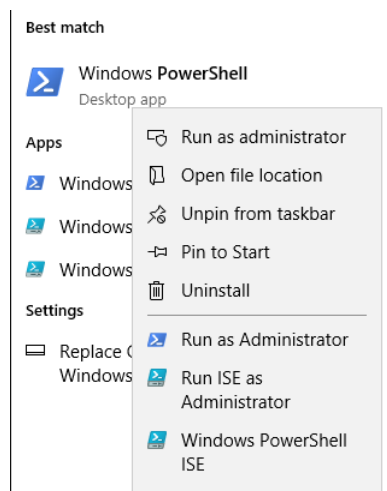 Best match
Windows PowerShell
Desktop app
Run as administrator
Open file location
Unpin from taskbar
Pin to Start
Uninstall
Run as Administrator
Run ISE as
Administrator
Windows PowerShell
ISE
Apps
Windows
Windows
Windows
Settings
Replace
Windows